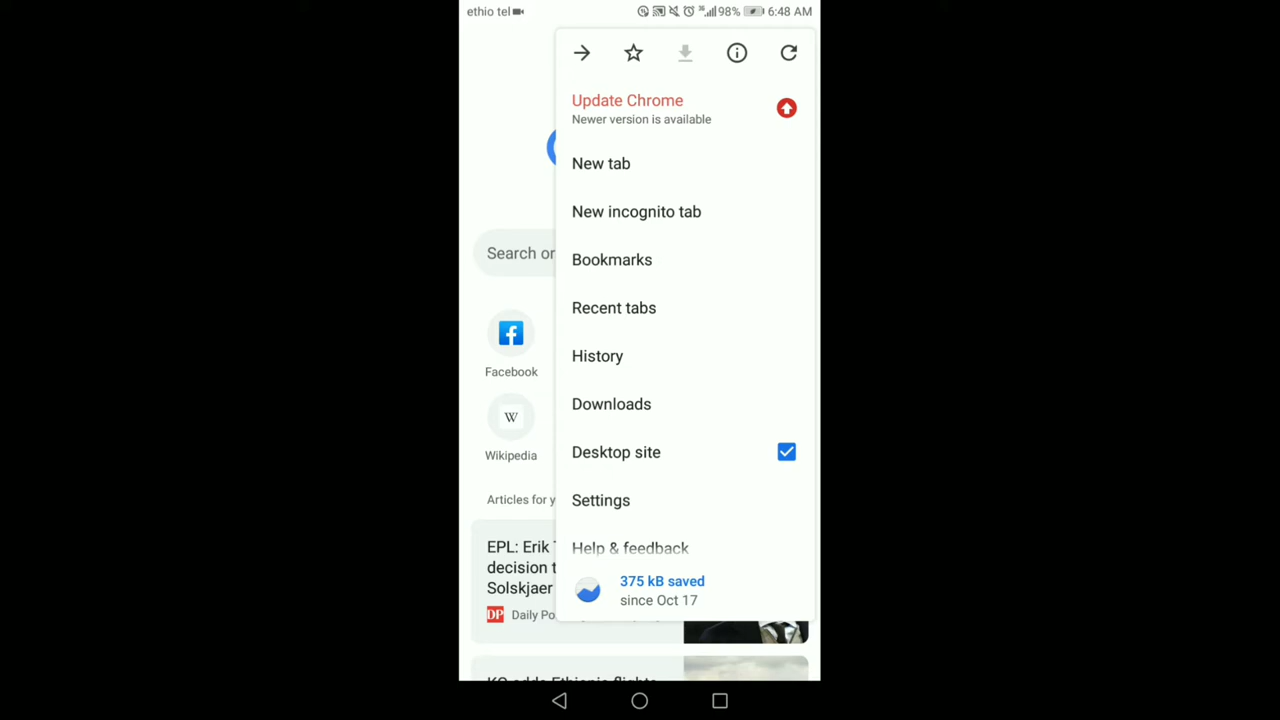 ethio tel
98%
6:48 AM
Update Chrome
Newer version is available
New tab
New incognito tab
Search or
Bookmarks
Recent tabs
Facebook
History
Downloads
W
Wikipedia
Desktop site
Settings
Articles for y
Help & feedback
EPL: Erik
decision t
Solskjaer
375 kB saved
since Oct 17
DP Daily Po